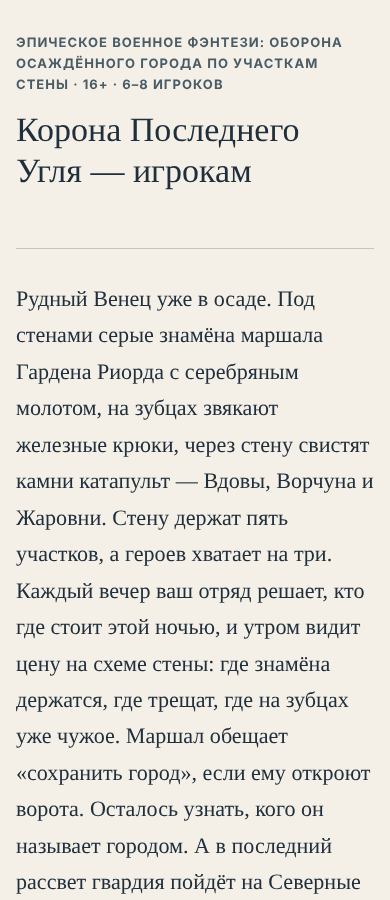 ЭПИЧЕСКОЕ ВОЕННОЕ ФЭНТЕЗИ: ОБОРОНА
ОСАЖДЁННОГО ГОРОДА ПО УЧАСТКАМ
СТЕНЫ · 16+ · 6–8 ИГРОКОВ
Корона Последнего
Угля — игрокам
Рудный Венец уже в осаде. Под
стенами серые знамёна маршала
Гардена Риорда с серебряным
молотом, на зубцах звякают
железные крюки, через стену свистят
камни катапульт — Вдовы, Ворчуна и
Жаровни. Стену держат пять
участков, а героев хватает на три.
Каждый вечер ваш отряд решает, кто
где стоит этой ночью, и утром видит
цену на схеме стены: где знамёна
держатся, где трещат, где на зубцах
уже чужое. Маршал обещает
«сохранить город», если ему откроют
ворота. Осталось узнать, кого он
называет городом. А в последний
рассвет гвардия пойдёт на Северные